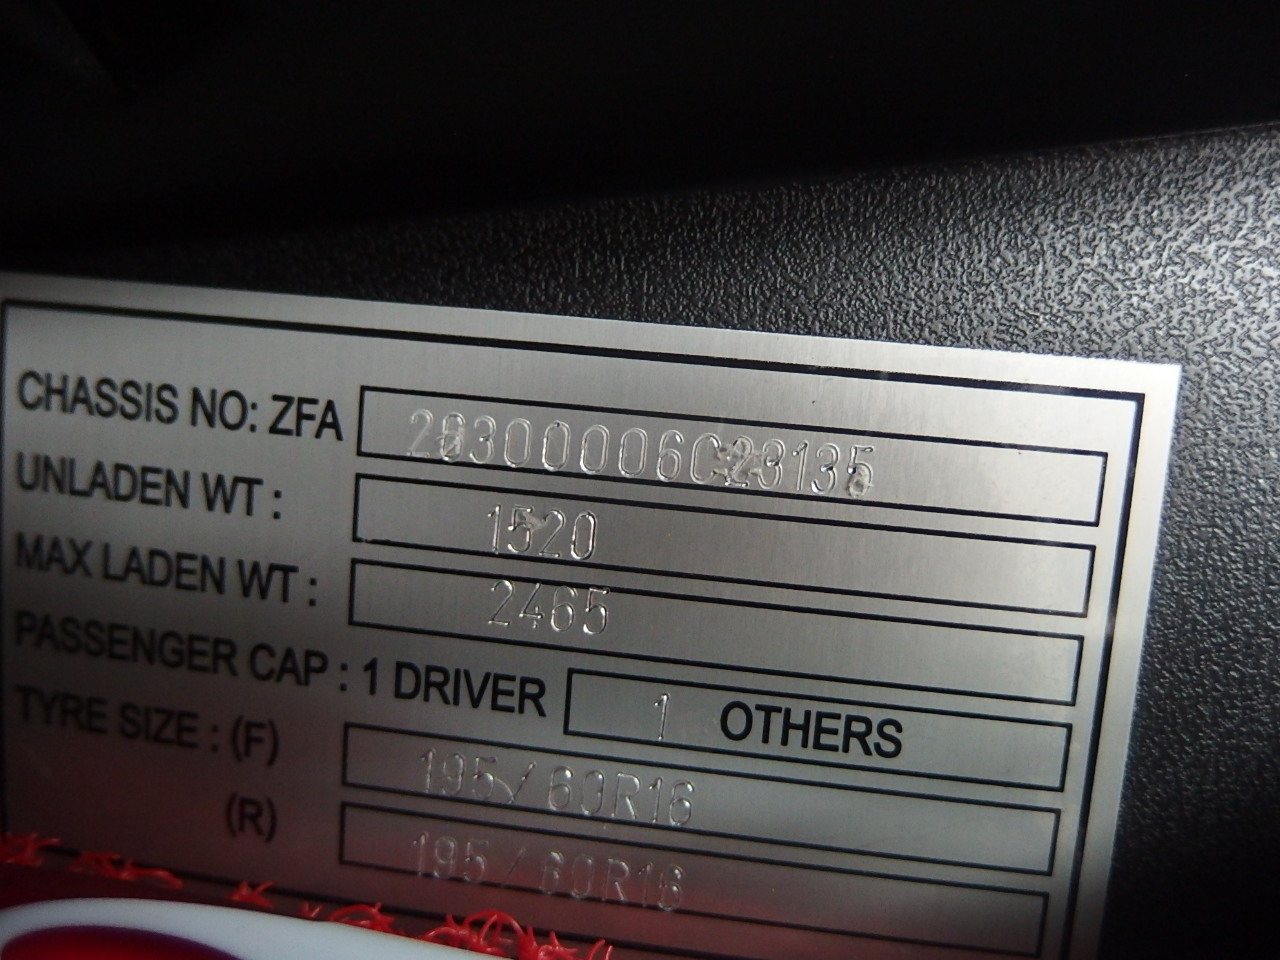 CHASSIS NO: ZFA 26300006C23135
UNLADEN WT : 1520
MAX LADEN WT : 2465
PASSENGER CAP : 1 DRIVER 1 OTHERS
TYRE SIZE : (F) 195/60R16
(R) 195/60R16